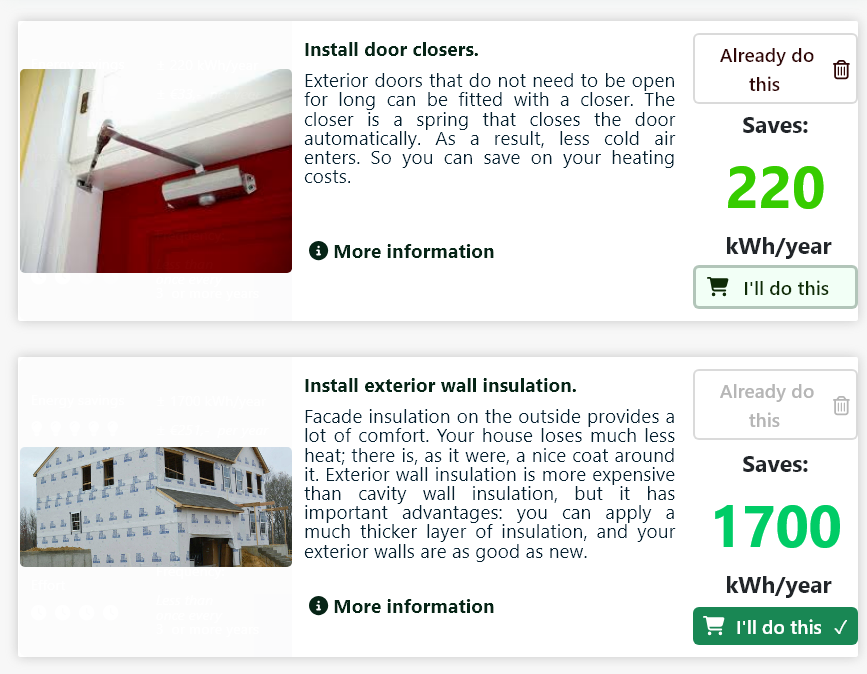 Install door closers.
Exterior doors that do not need to be open
for long can be fitted with a closer. The
closer is a spring that closes the door
automatically. As a result, less cold air
enters. So you can save on your heating
costs.
More information
Already do
this
Saves:
220
kWh/year
I'll do this
Install exterior wall insulation.
Facade insulation on the outside provides a
lot of comfort. Your house loses much less
heat; there is, as it were, a nice coat around
it. Exterior wall insulation is more expensive
than cavity wall insulation, but it has
important advantages: you can apply a
much thicker layer of insulation, and your
exterior walls are as good as new.
More information
Already do
this
Saves:
1700
kWh/year
I'll do this ✓